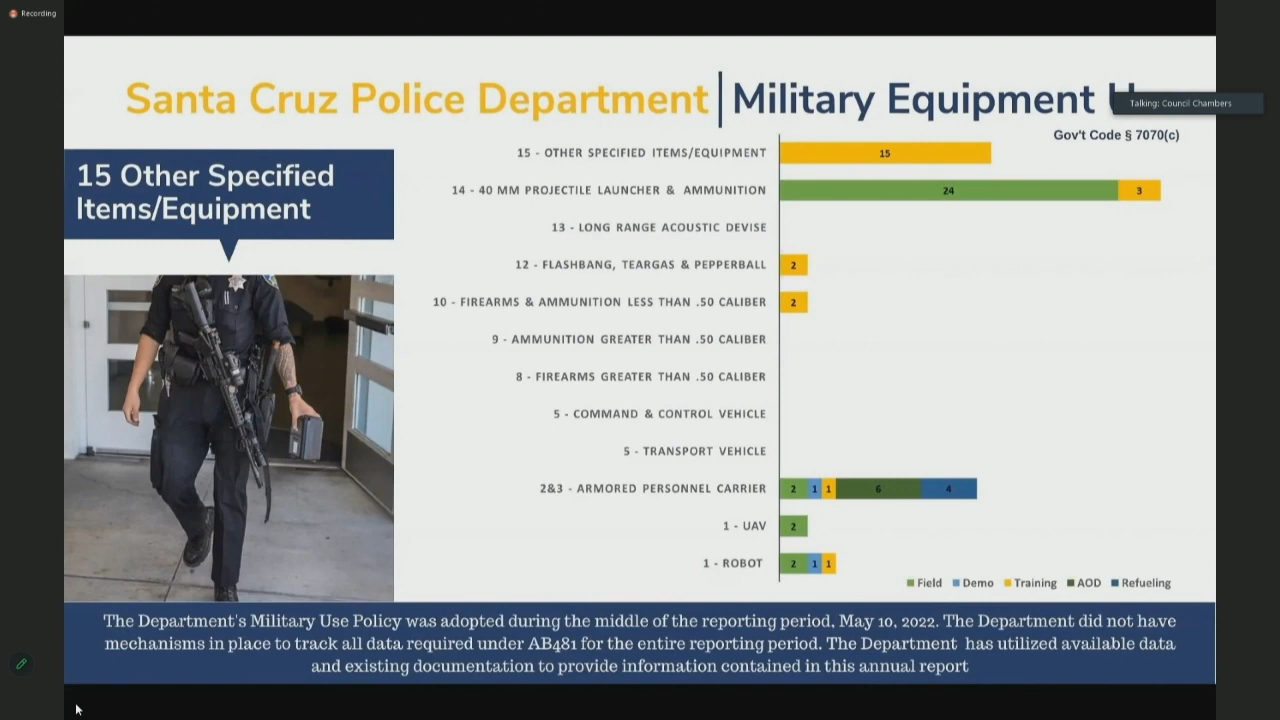 Recording
Santa Cruz Police Department Military Equipment
Talking: Council Chambers
Gov't Code § 7070(c)
15 Other Specified
Items/Equipment
15 - OTHER SPECIFIED ITEMS/EQUIPMENT 15
14 - 40 MM PROJECTILE LAUNCHER & AMMUNITION 24 3
13 - LONG RANGE ACOUSTIC DEVISE
12 - FLASHBANG, TEARGAS & PEPPERBALL 2
10 - FIREARMS & AMMUNITION LESS THAN .50 CALIBER 2
9 - AMMUNITION GREATER THAN .50 CALIBER
8 - FIREARMS GREATER THAN .50 CALIBER
5 - COMMAND & CONTROL VEHICLE
5 - TRANSPORT VEHICLE
2&3 - ARMORED PERSONNEL CARRIER 2 1 1 6 4
1 - UAV 2
1 - ROBOT 2 1 1
Field Demo Training AOD Refueling
The Department's Military Use Policy was adopted during the middle of the reporting period, May 10, 2022. The Department did not have
mechanisms in place to track all data required under AB481 for the entire reporting period. The Department has utilized available data
and existing documentation to provide information contained in this annual report